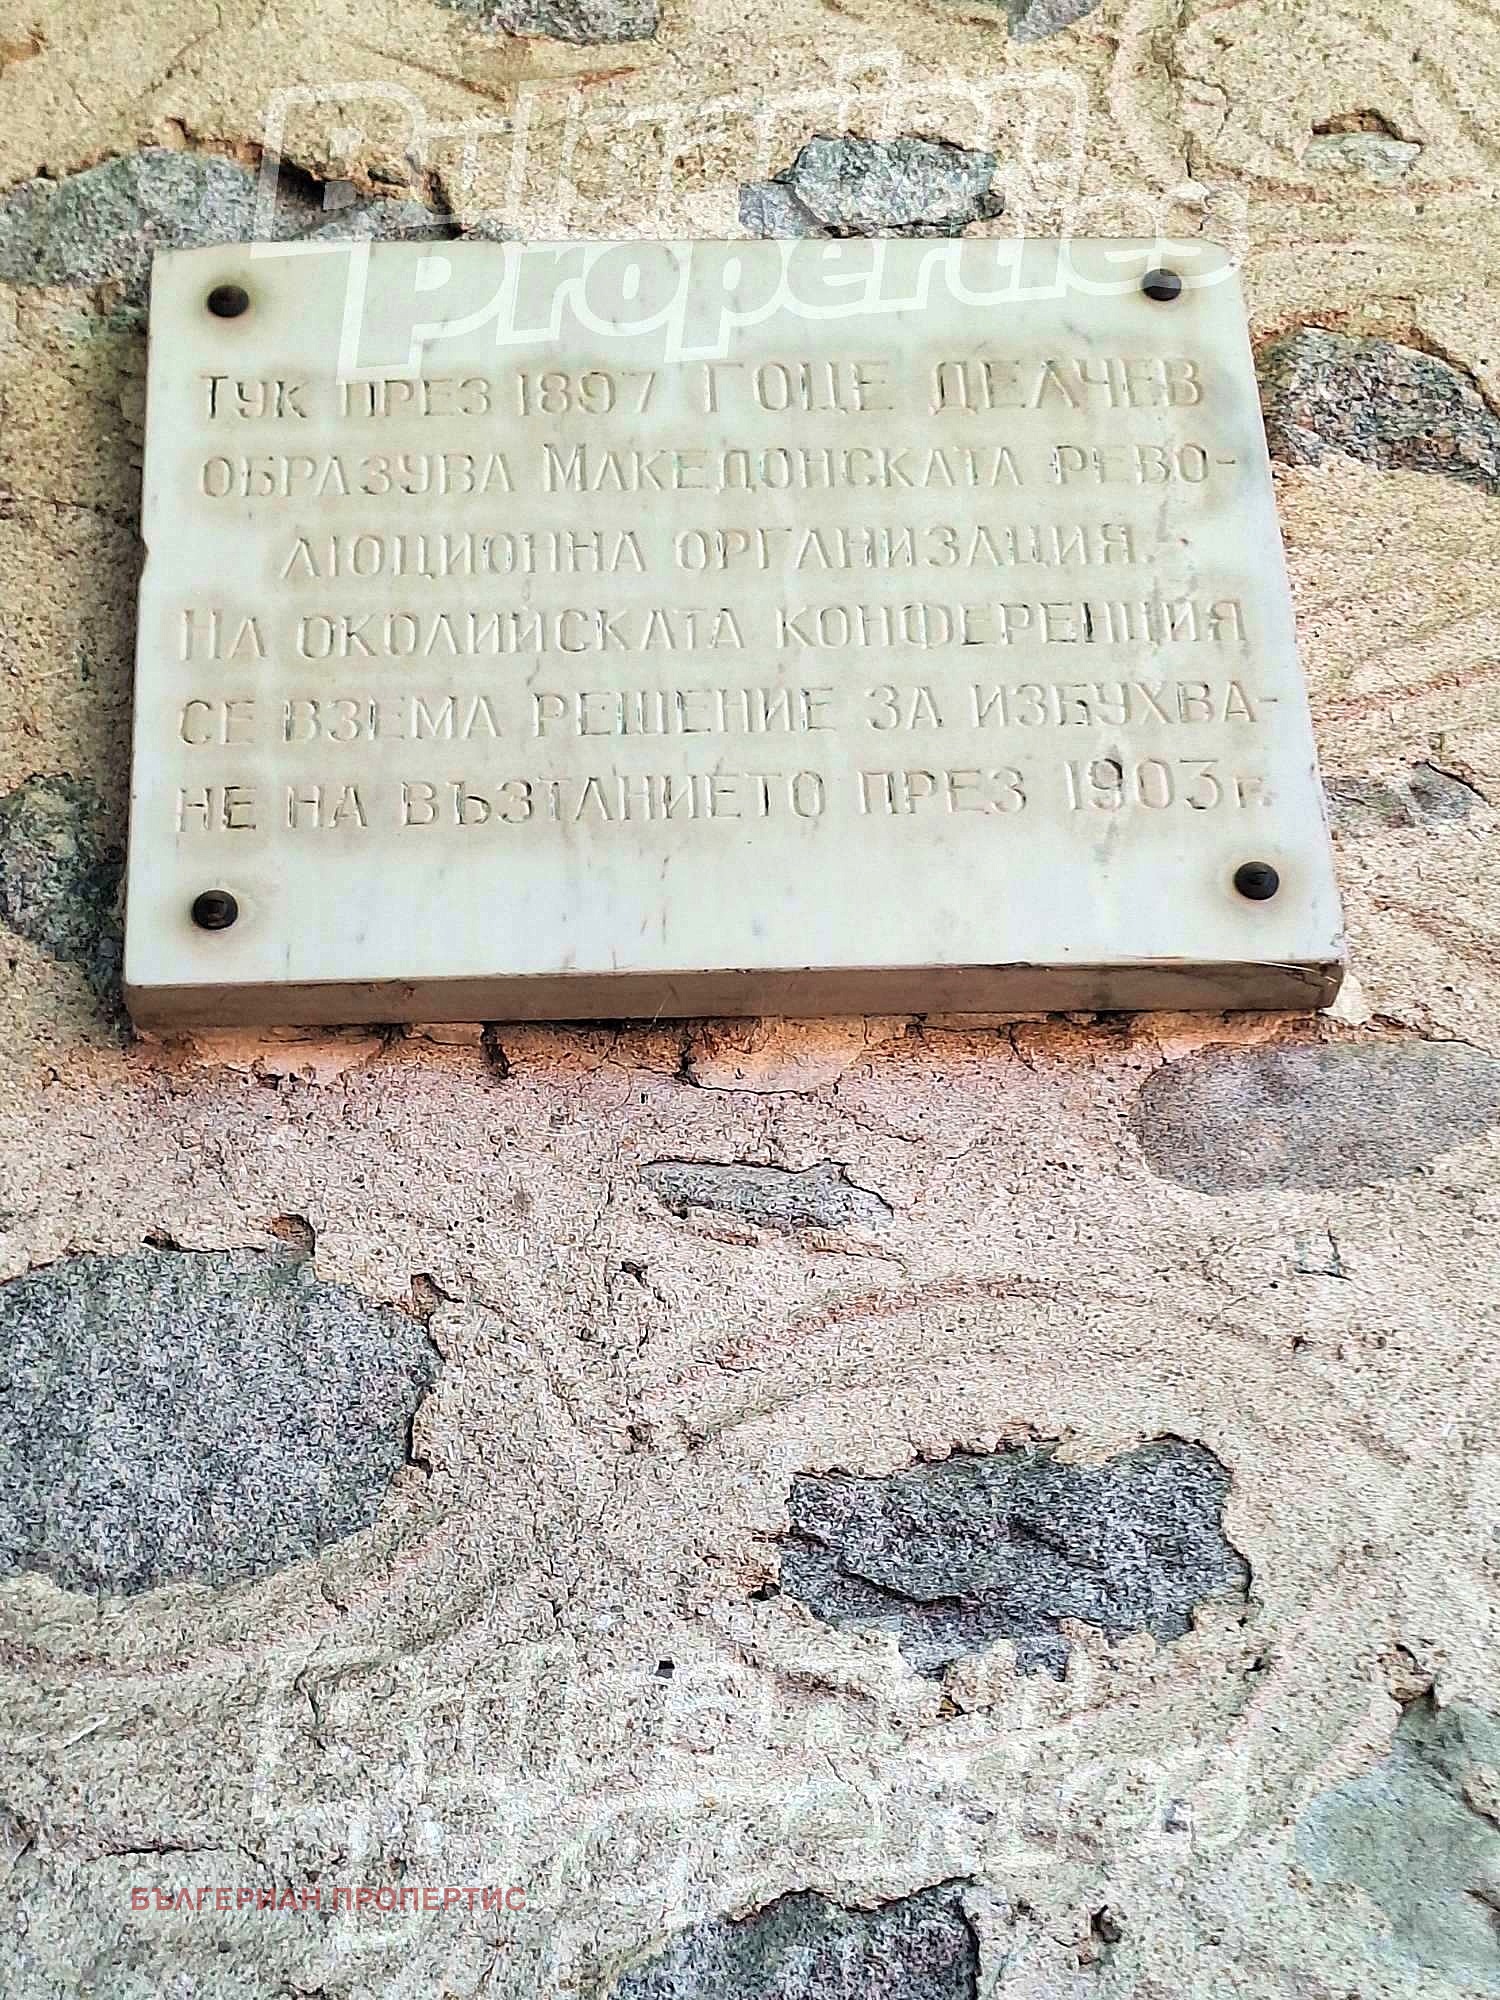 Bulgarian
Properties
Тук през 1897 Гоце Делчев
образува Македонската рево-
люционна организация.
На околийската конференция
се взема решение за избухва-
не на възтанието през 1903 г.
БЪЛГЕРИАН ПРОПЕРТИС